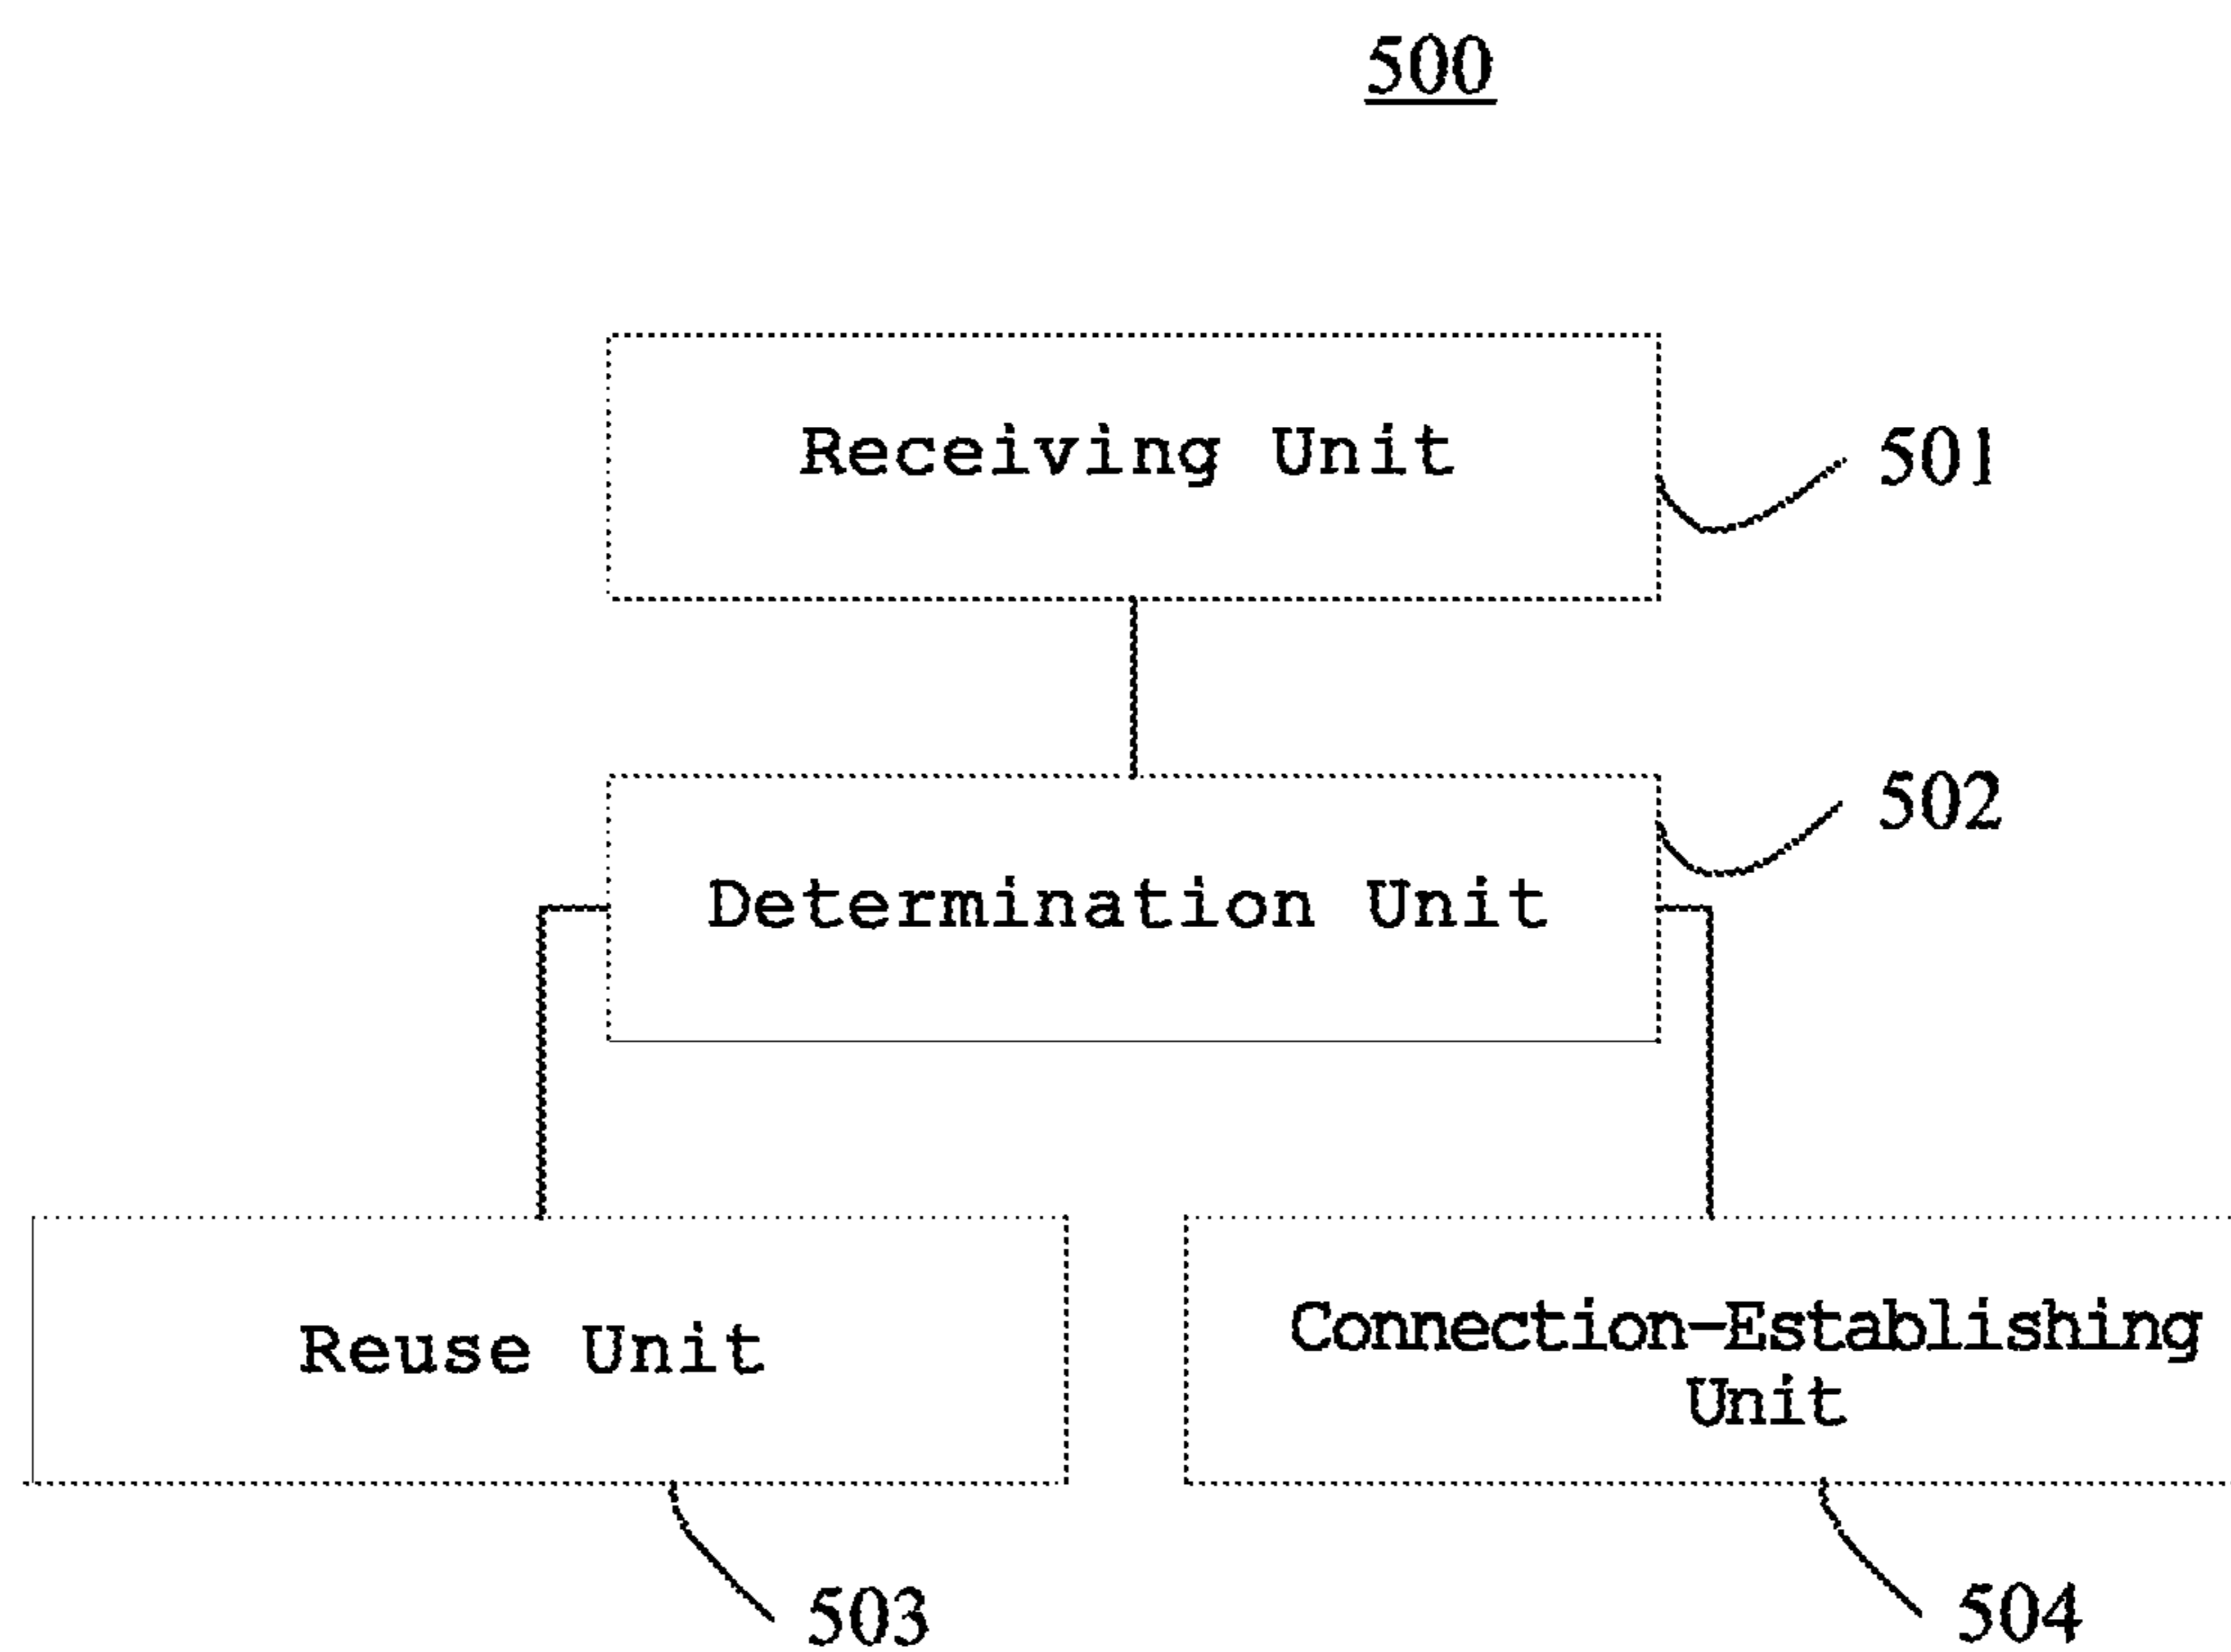 500
Receiving Unit
501
502
Determination Unit
Reuse Unit
Connection-Establishing
Unit
503
504